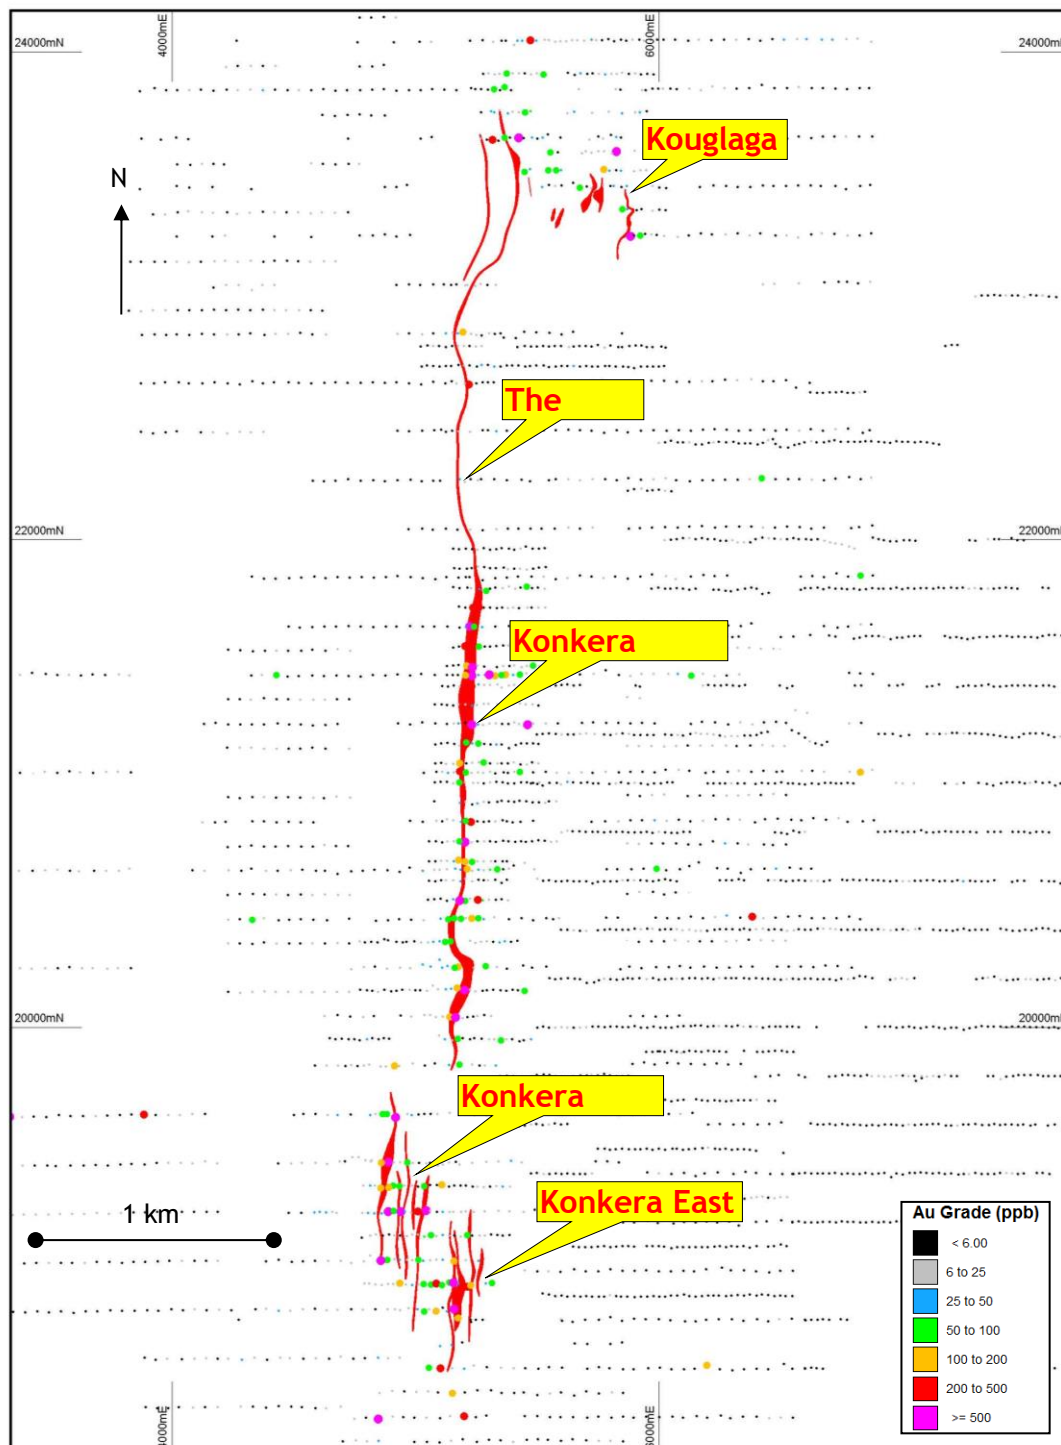 4000mE
6000mE
24000mN
24000mN
Kouglaga
N
The
22000mN
22000mN
Konkera
20000mN
20000mN
Konkera
Konkera East
1 km
Au Grade (ppb)
< 6.00
6 to 25
25 to 50
50 to 100
100 to 200
200 to 500
>= 500
4000mE
6000mE